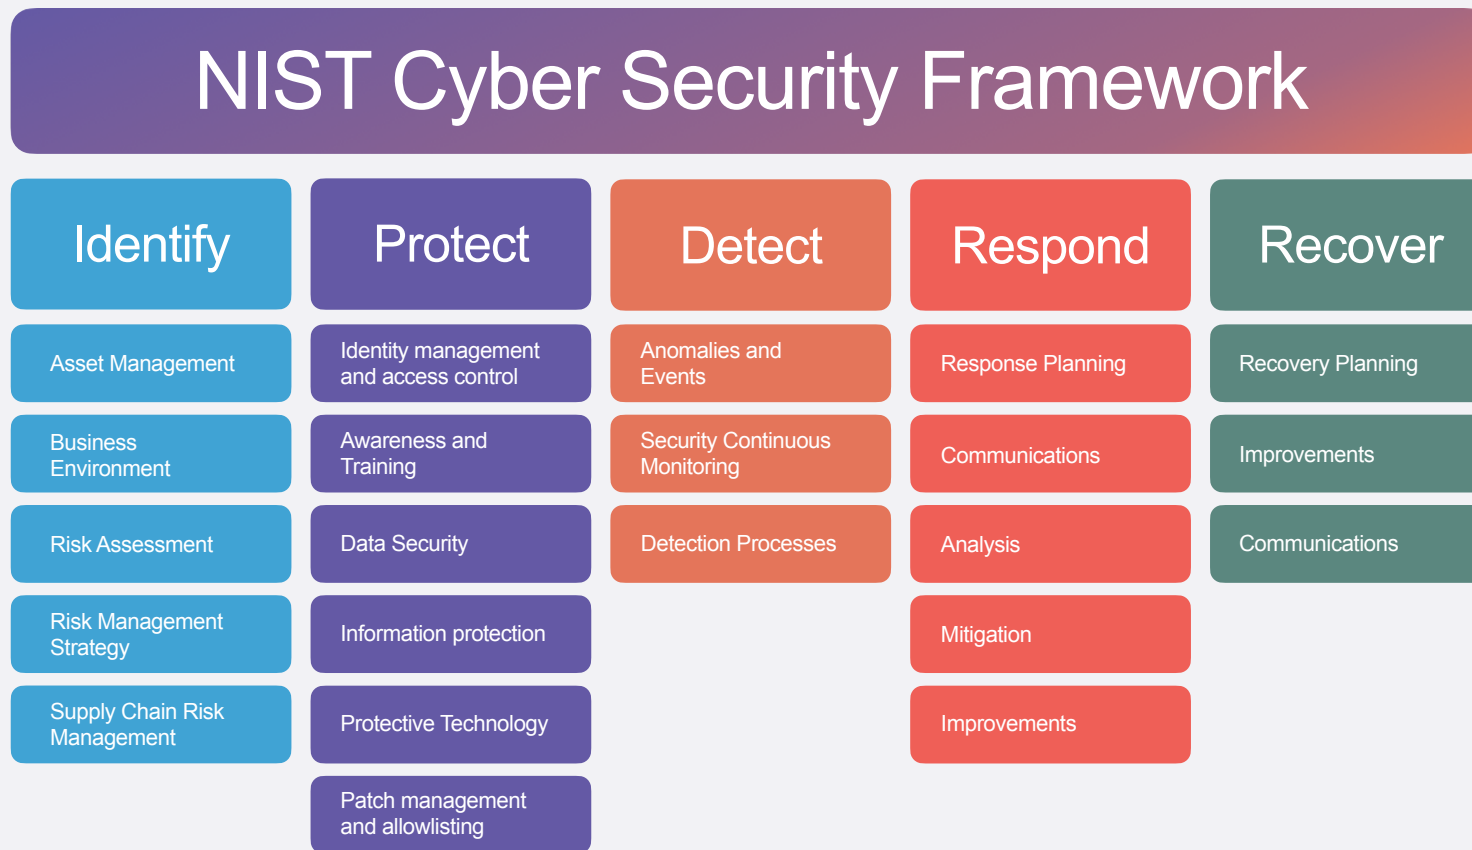 NIST Cyber Security Framework
Identify
Asset Management
Business
Environment
Risk Assessment
Risk Management
Strategy
Supply Chain Risk
Management
Protect
Identity management
and access control
Awareness and
Training
Data Security
Information protection
Protective Technology
Patch management
and allowlisting
Detect
Anomalies and
Events
Security Continuous
Monitoring
Detection Processes
Respond
Response Planning
Communications
Analysis
Mitigation
Improvements
Recover
Recovery Planning
Improvements
Communications